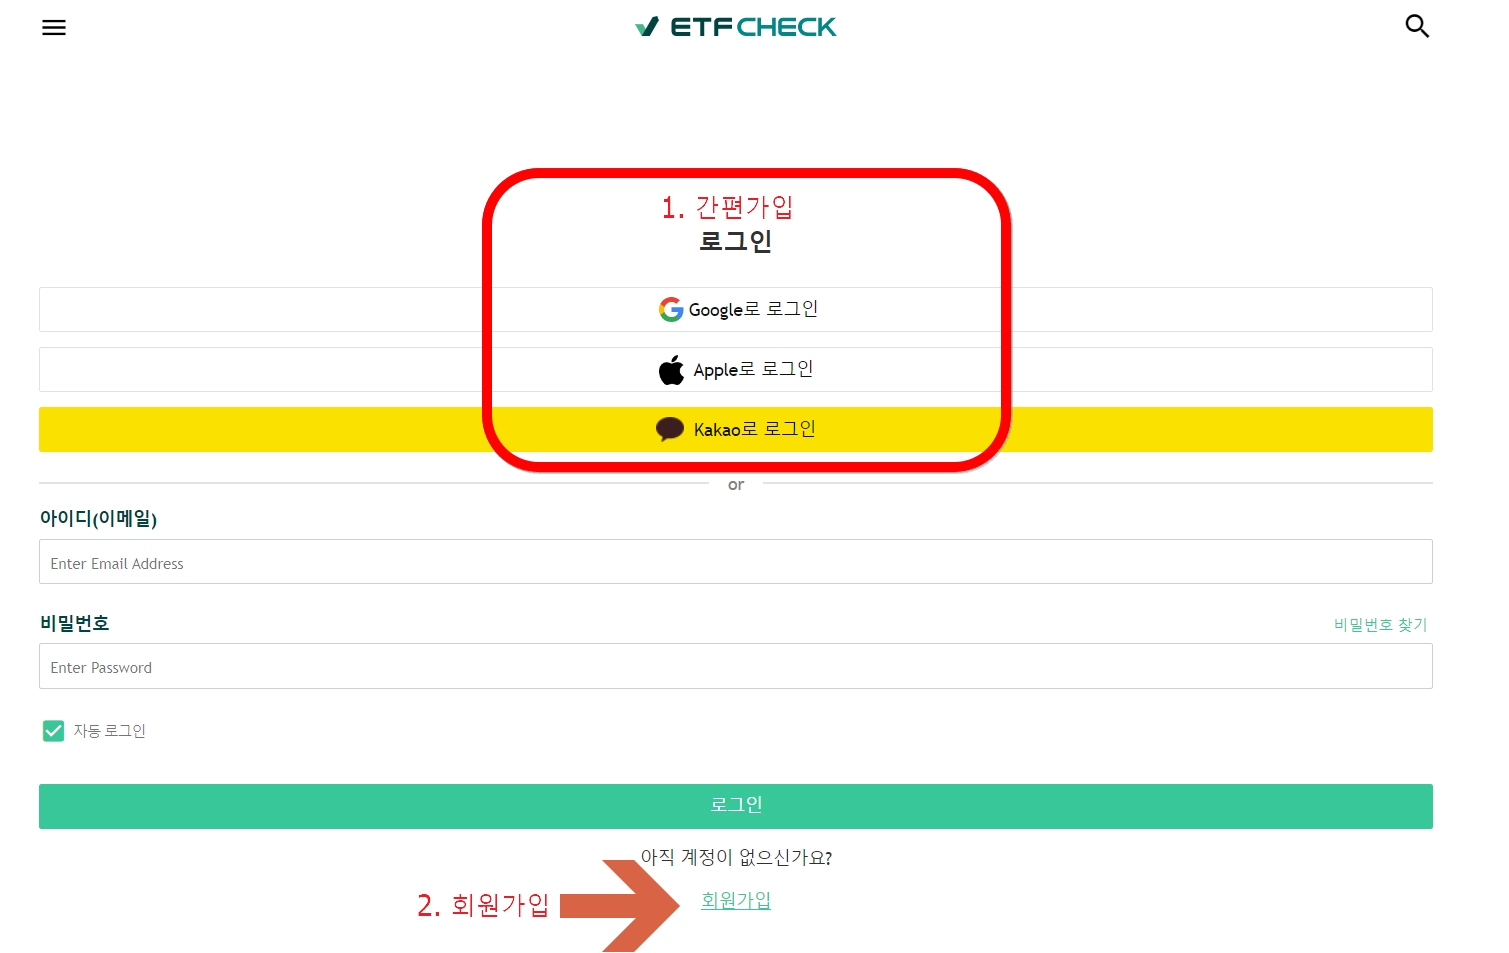 ETFCHECK
1. 간편가입
로그인
Google로 로그인
Apple로 로그인
Kakao로 로그인
or
아이디(이메일)
Enter Email Address
비밀번호
비밀번호 찾기
Enter Password
자동 로그인
로그인
아직 계정이 없으신가요?
2. 회원가입
회원가입